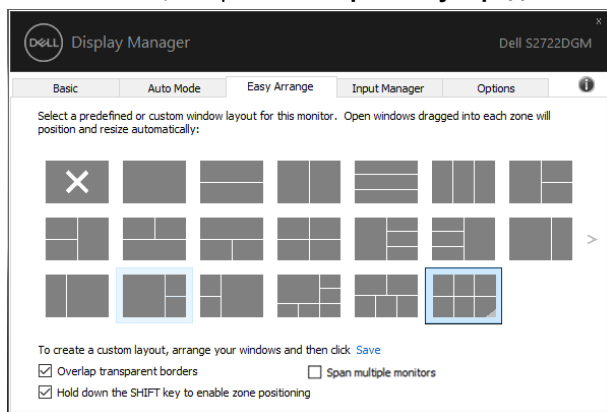 DELL Display Manager
Dell S2722DGM
x
Basic
Auto Mode
Easy Arrange
Input Manager
Options
i
Select a predefined or custom window layout for this monitor. Open windows dragged into each zone will
position and resize automatically:
>
To create a custom layout, arrange your windows and then click Save
Overlap transparent borders
Span multiple monitors
Hold down the SHIFT key to enable zone positioning